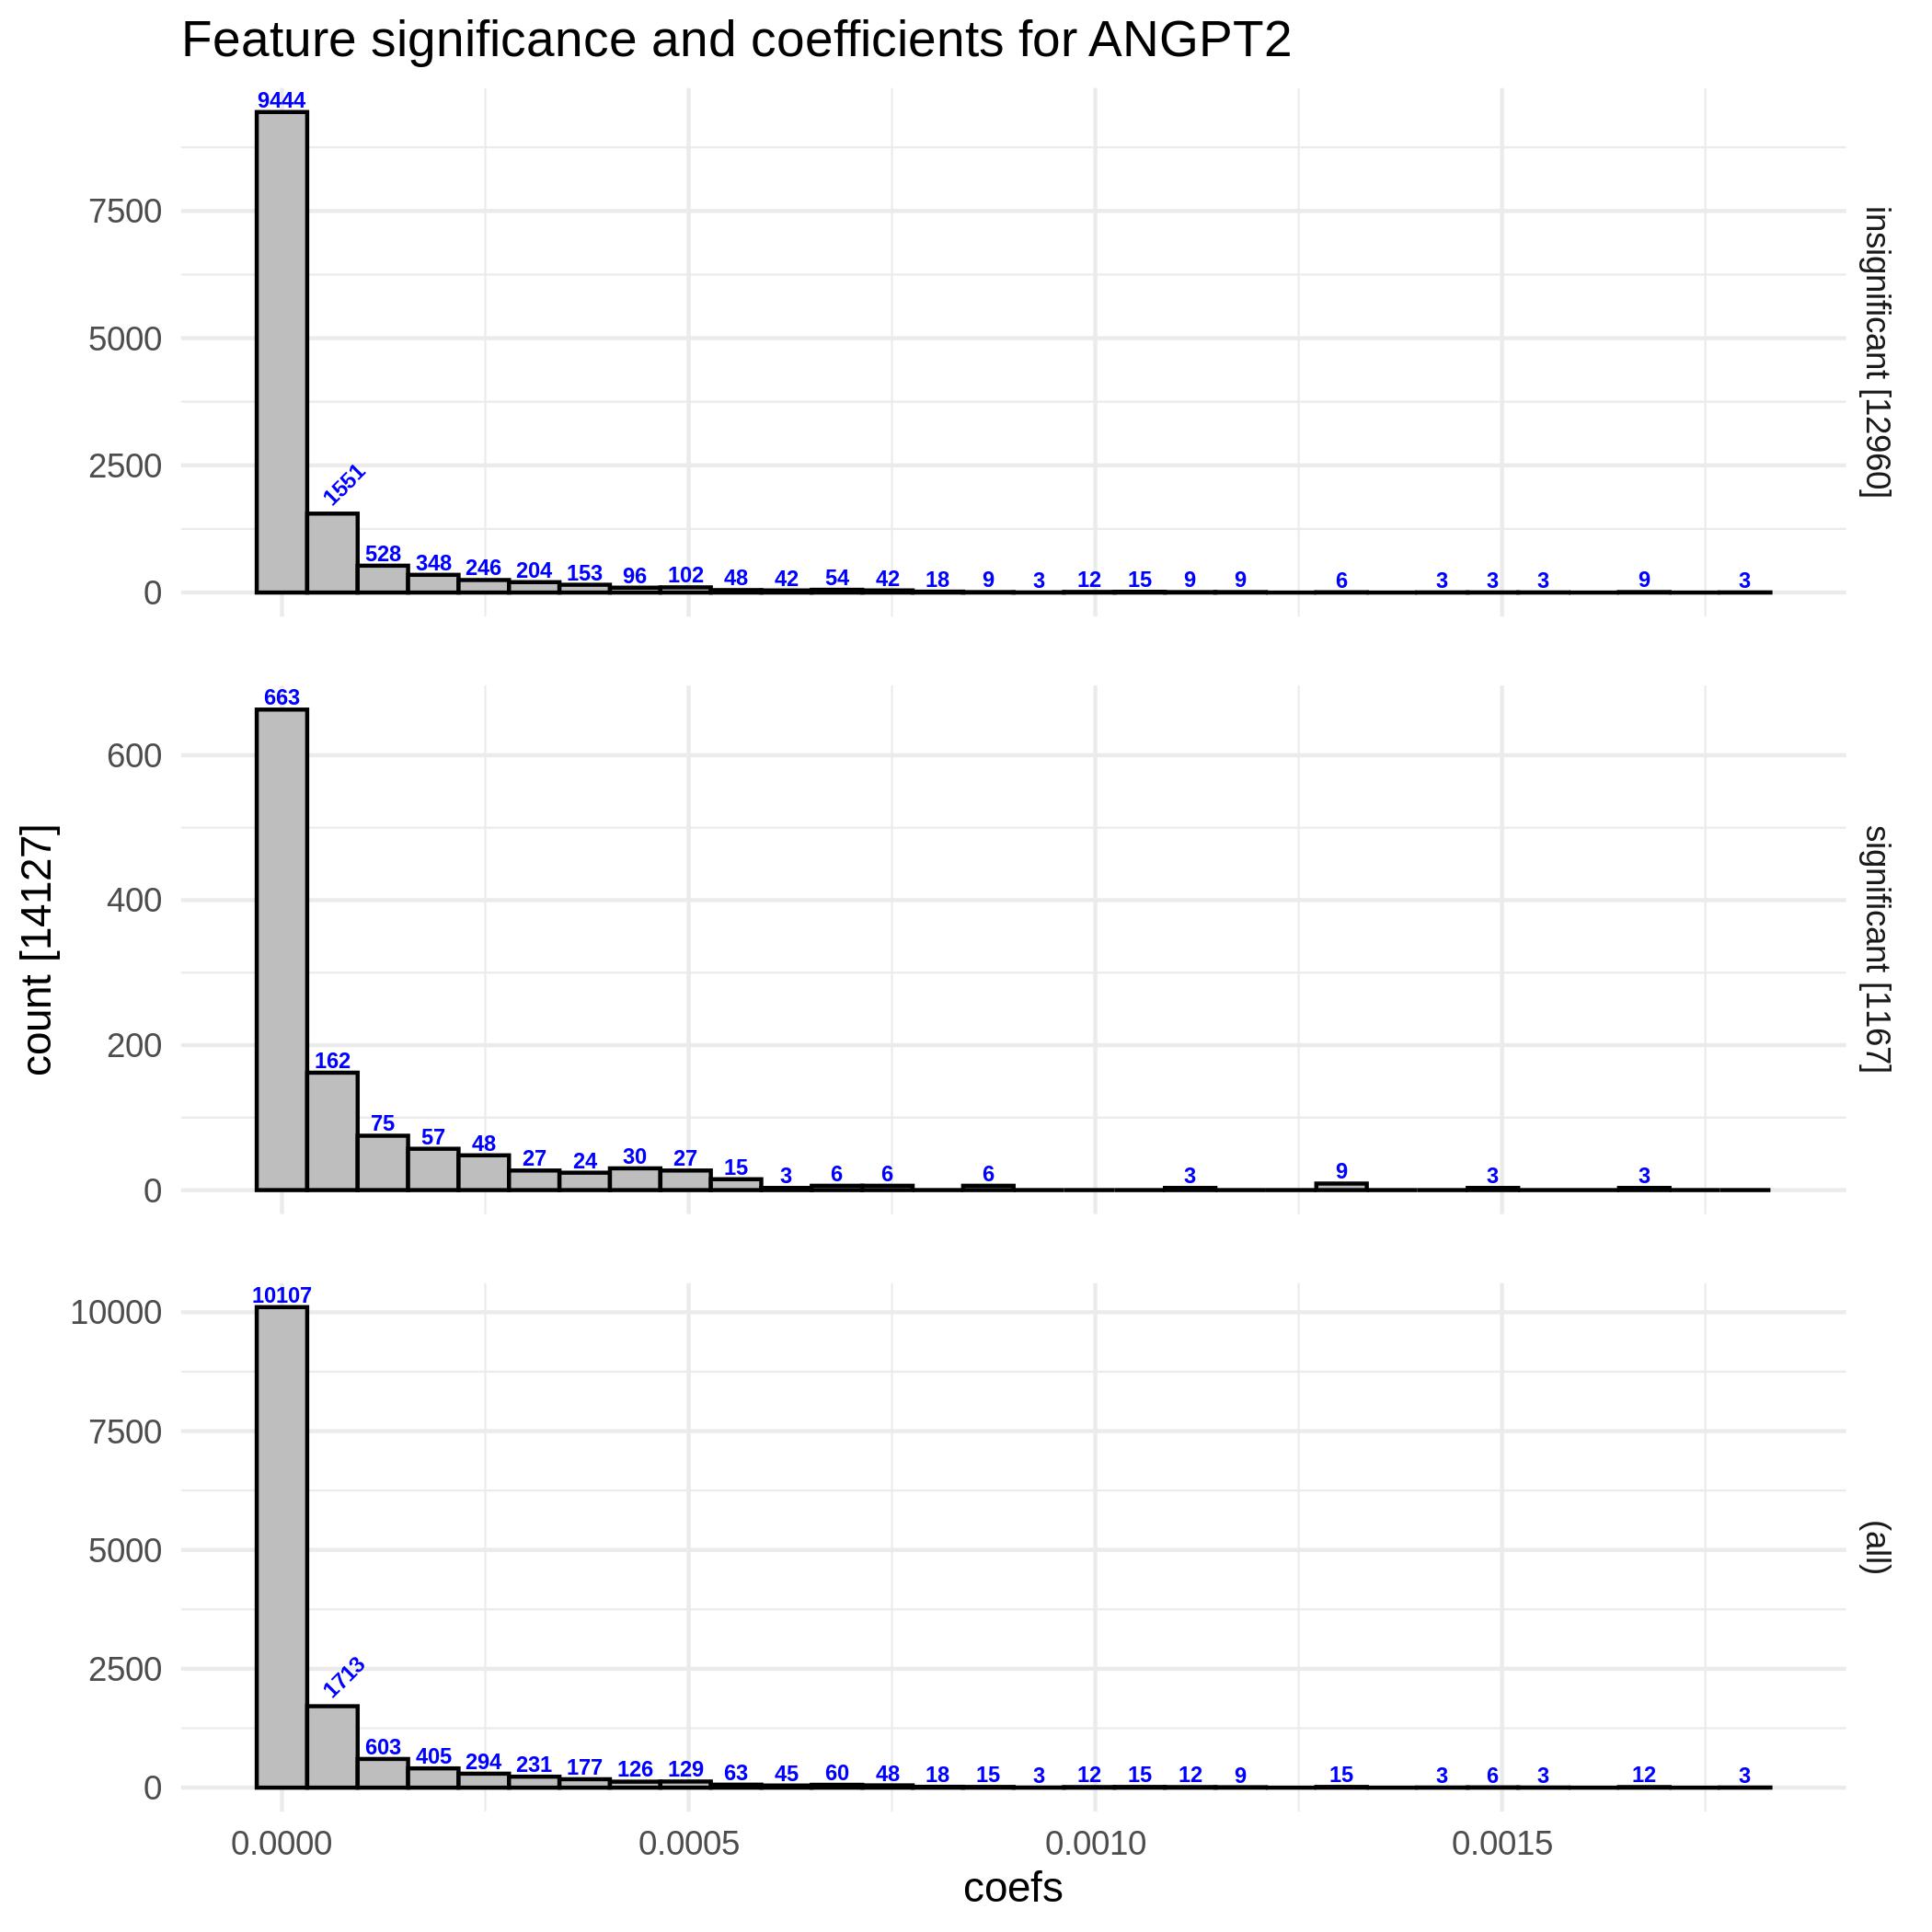 Feature significance and coefficients for ANGPT2
count [14127]
9444
1551
528 348 246 204 153 96 102 48 42 54 42 18 9 3 12 15 9 9 6 3 3 3 9 3
7500
5000
2500
0
insignificant [12960]
663
162
75 57 48 27 24 30 27 15 3 6 6 6 3 9 3 3
600
400
200
0
significant [1167]
10107
1713
603 405 294 231 177 126 129 63 45 60 48 18 15 3 12 15 12 9 15 3 6 3 12 3
10000
7500
5000
2500
0
(all)
0.0000 0.0005 0.0010 0.0015
coefs